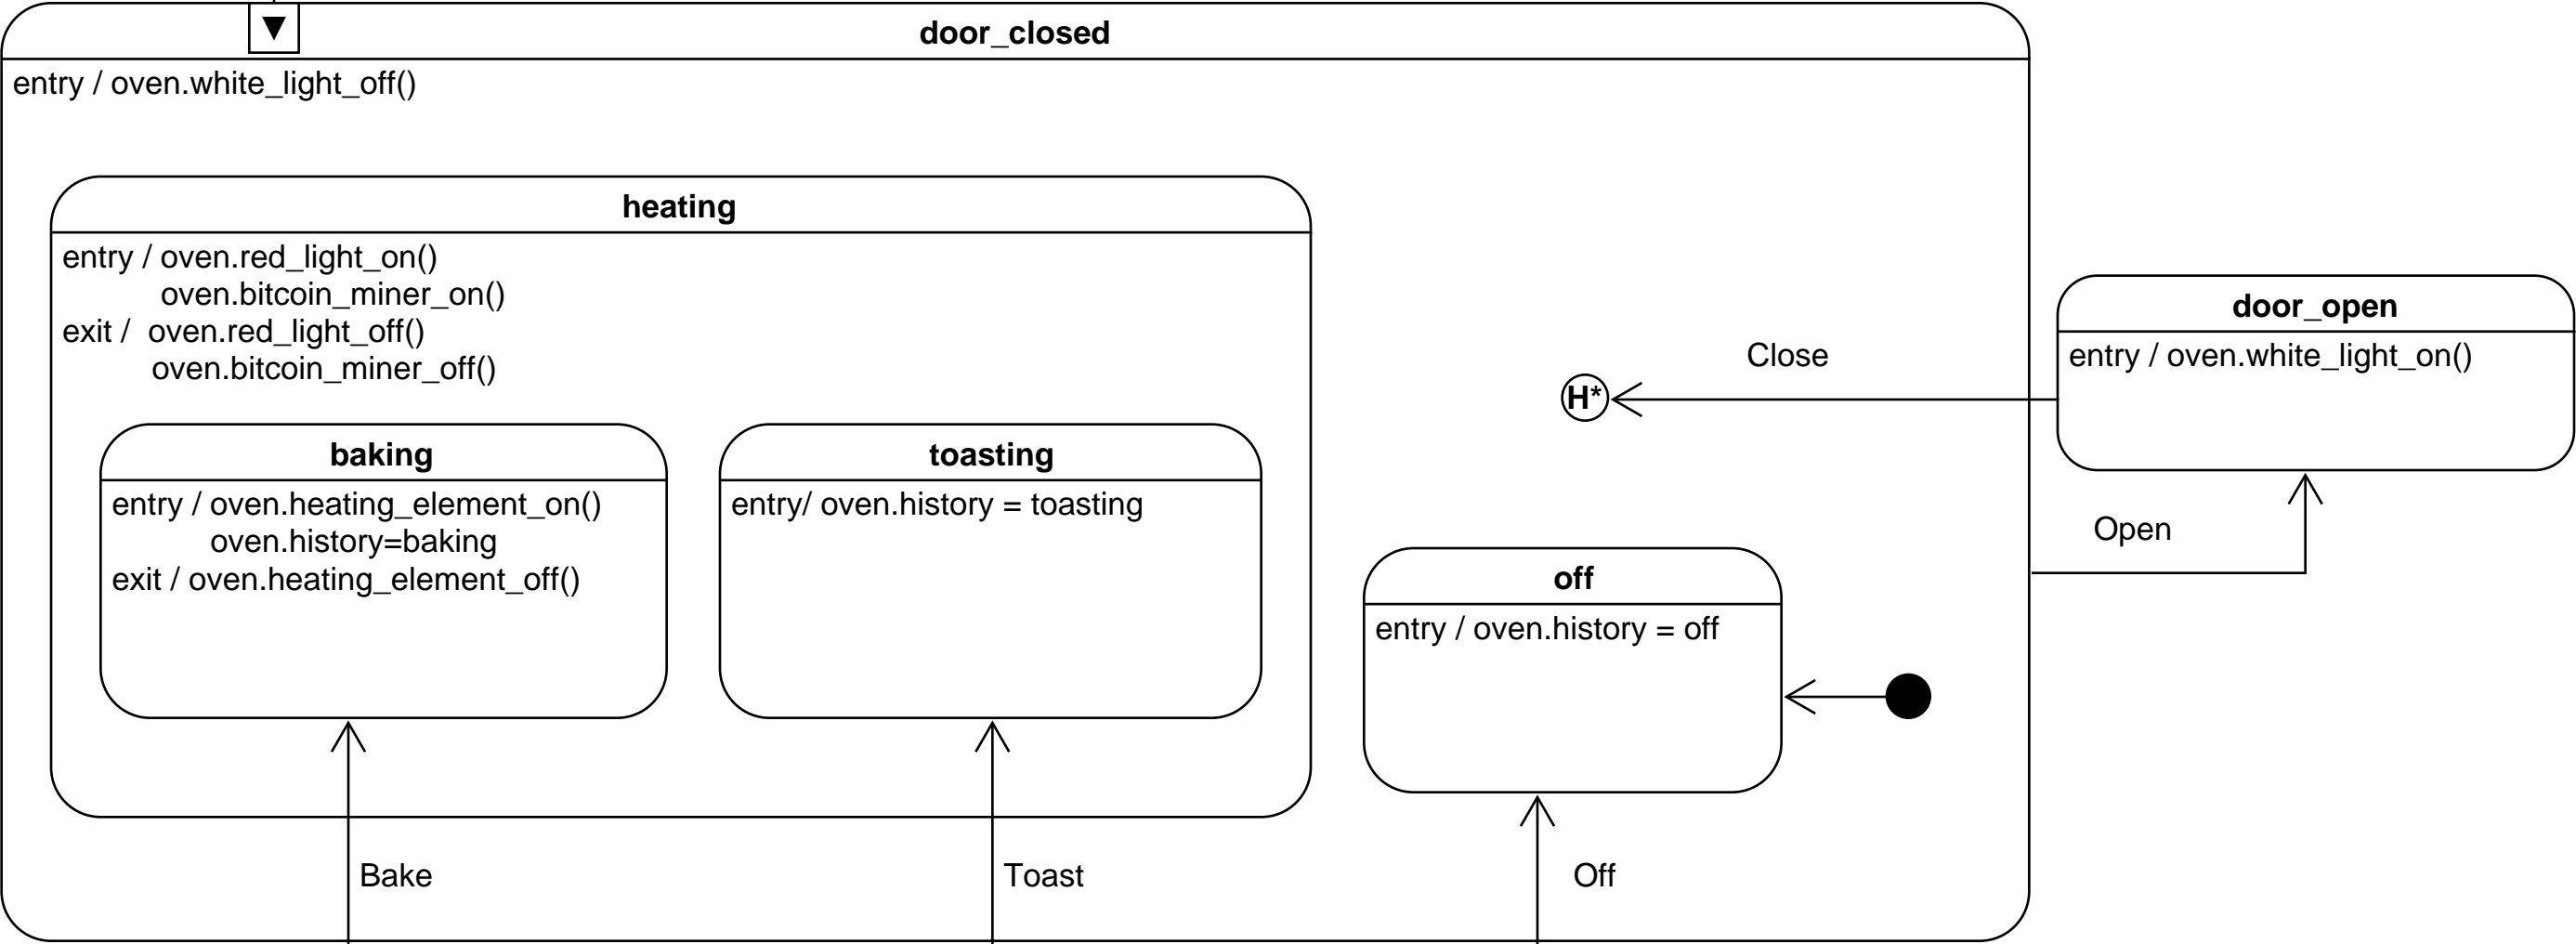 door_closed
entry / oven.white_light_off()
heating
entry / oven.red_light_on()
oven.bitcoin_miner_on()
exit /  oven.red_light_off()
oven.bitcoin_miner_off()
baking
entry / oven.heating_element_on()
oven.history=baking
exit / oven.heating_element_off()
toasting
entry/ oven.history = toasting
H*
Close
door_open
entry / oven.white_light_on()
Open
off
entry / oven.history = off
Bake
Toast
Off